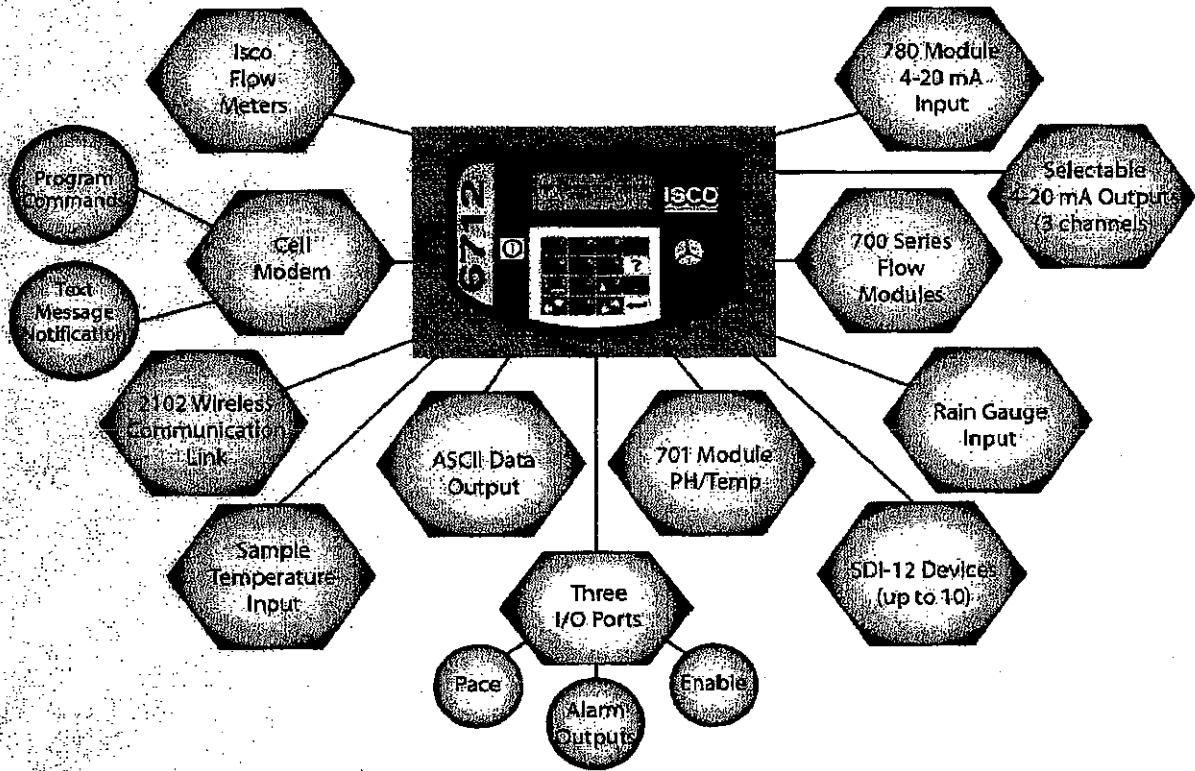 Isco
Flow
Meters
780 Module
4-20 mA
Input
Program
Commands
Selectable
4-20 mA Outputs
(3 channels)
6712
ISCO
?
Cell
Modem
700 Series
Flow
Modules
Text
Message
Notification
2102 Wireless
Communication
Link
Rain Gauge
Input
ASCII Data
Output
701 Module
PH/Temp
Sample
Temperature
Input
Three
I/O Ports
SDI-12 Devices
(up to 10)
Pace
Enable
Alarm
Outputs